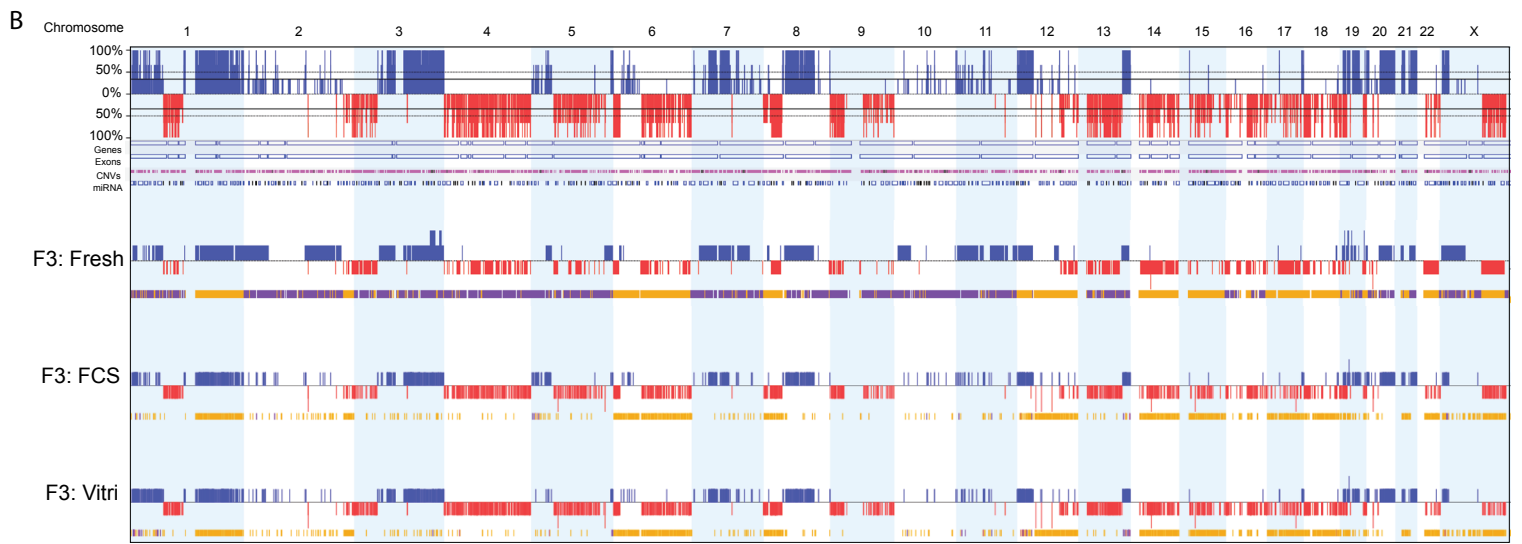 B
Chromosome 1 2 3 4 5 6 7 8 9 10 11 12 13 14 15 16 17 18 19 20 21 22 X
100%
50%
0%
50%
100%
Genes
Exons
CNVs
miRNA
F3: Fresh
F3: FCS
F3: Vitri